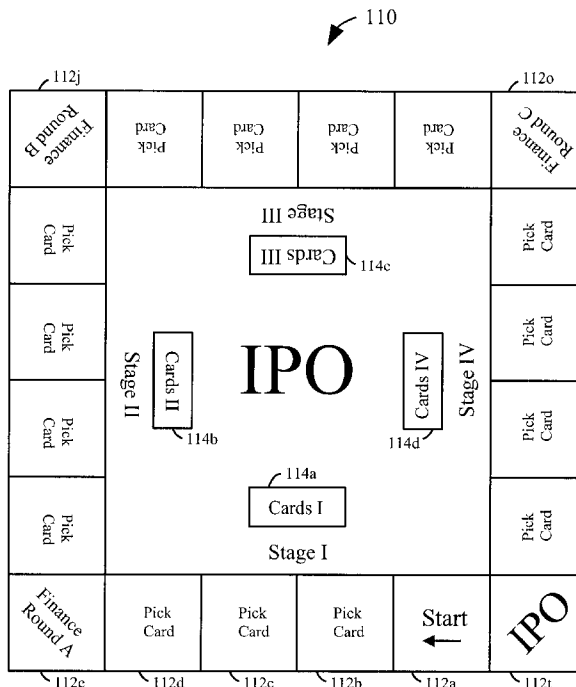 110
112j
112o
Finance
Round B
Pick
Card
Pick
Card
Pick
Card
Pick
Card
Finance
Round C
Pick
Card
Pick
Card
Pick
Card
Pick
Card
Stage III
Cards III
114c
Stage II
Cards II
114b
IPO
Cards IV
114d
Stage IV
114a
Cards I
Stage I
Pick
Card
Pick
Card
Pick
Card
Pick
Card
Finance
Round A
Pick
Card
Pick
Card
Pick
Card
Start
IPO
112e
112d
112c
112b
112a
112t